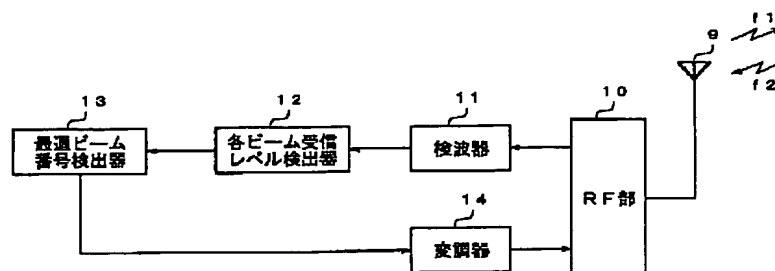 f1
9
f2
13
12
11
10
最適ビーム
番号検出器
各ビーム受信
レベル検出器
検波器
RF部
14
変調器